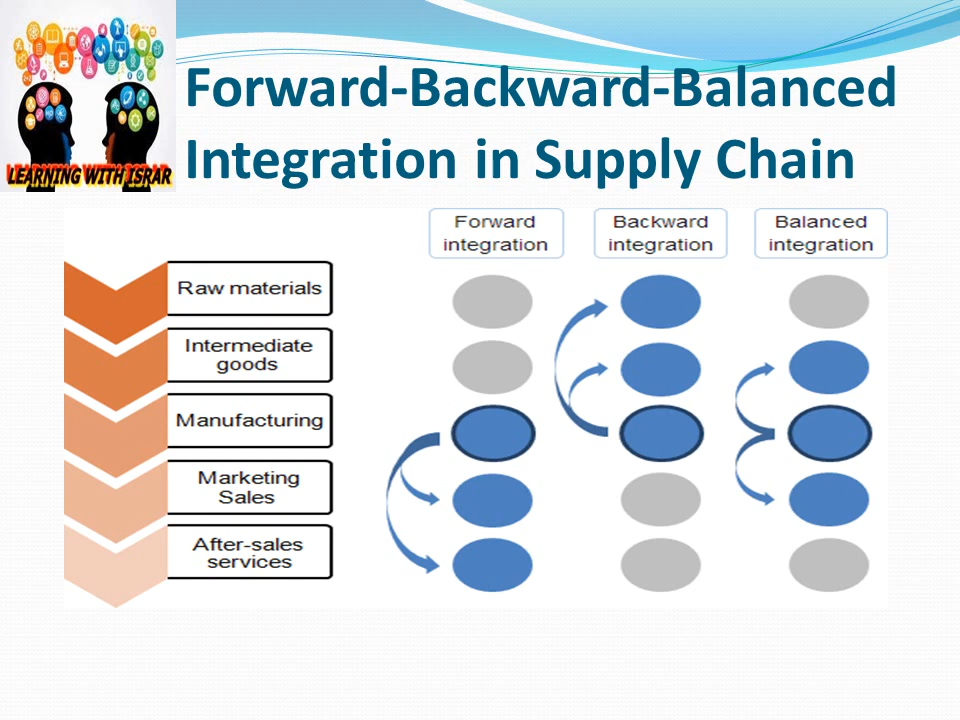 LEARNING WITH ISRAR
Forward-Backward-Balanced
Integration in Supply Chain
Forward
integration
Backward
integration
Balanced
integration
Raw materials
Intermediate
goods
Manufacturing
Marketing
Sales
After-sales
services